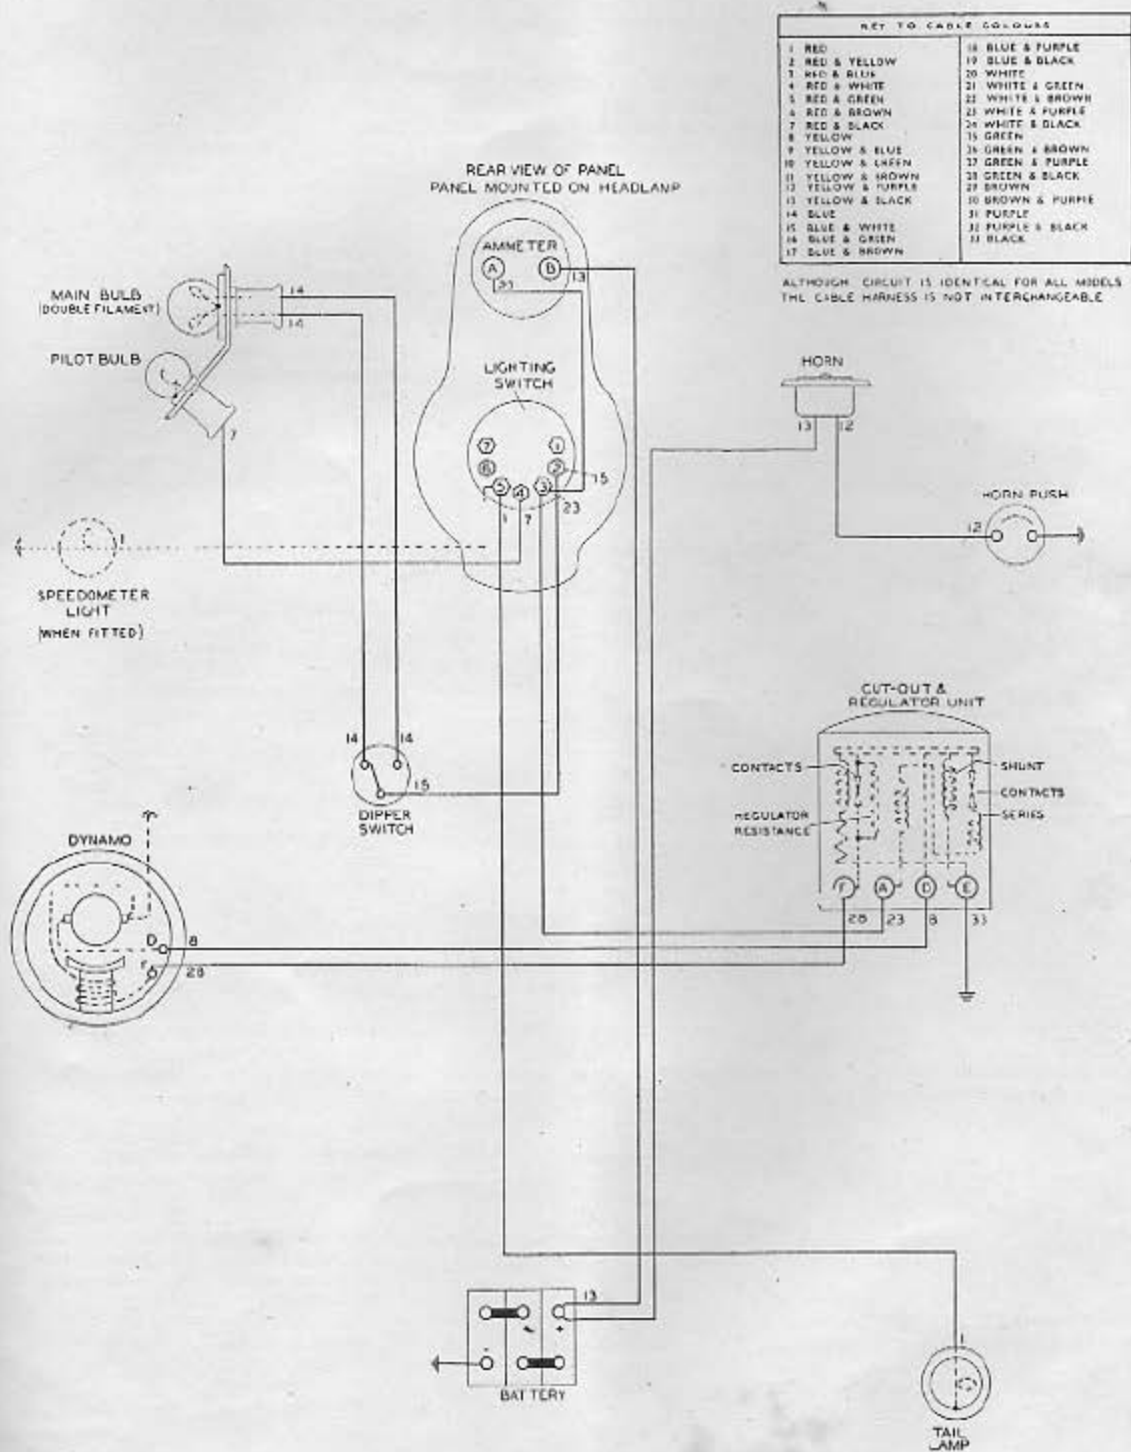 KEY TO CABLE COLOURS
1 RED
2 RED & YELLOW
3 RED & BLUE
4 RED & WHITE
5 RED & GREEN
6 RED & BROWN
7 RED & BLACK
8 YELLOW
9 YELLOW & BLUE
10 YELLOW & GREEN
11 YELLOW & BROWN
12 YELLOW & PURPLE
13 YELLOW & BLACK
14 BLUE
15 BLUE & WHITE
16 BLUE & GREEN
17 BLUE & BROWN
18 BLUE & PURPLE
19 BLUE & BLACK
20 WHITE
21 WHITE & GREEN
22 WHITE & BROWN
23 WHITE & PURPLE
24 WHITE & BLACK
25 GREEN
26 GREEN & BROWN
27 GREEN & PURPLE
28 GREEN & BLACK
29 BROWN
30 BROWN & PURPLE
31 PURPLE
32 PURPLE & BLACK
33 BLACK
ALTHOUGH CIRCUIT IS IDENTICAL FOR ALL MODELS
THE CABLE HARNESS IS NOT INTERCHANGEABLE
REAR VIEW OF PANEL
PANEL MOUNTED ON HEADLAMP
AMMETER
A B 13
MAIN BULB
(DOUBLE FILAMENT)
14
14
PILOT BULB
7
LIGHTING
SWITCH
7 1
6 2 15
5 4 3
1 7 23
HORN
13 12
HORN PUSH
12
1
SPEEDOMETER
LIGHT
(WHEN FITTED)
14 14
15
DIPPER
SWITCH
CUT-OUT &
REGULATOR UNIT
CONTACTS
SHUNT
CONTACTS
REGULATOR
RESISTANCE
SERIES
F A D E
28 23 8 33
DYNAMO
D 8
F 28
13
+
-
BATTERY
1
TAIL
LAMP